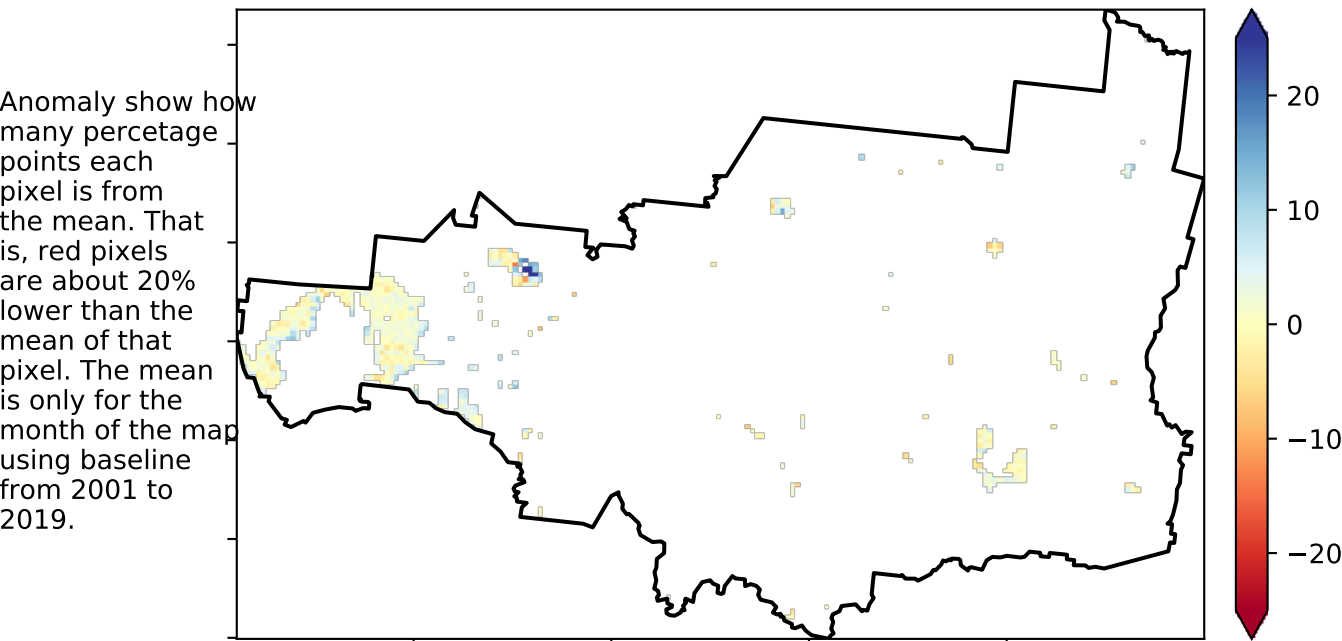 Anomaly show how
many percetage
points each
pixel is from
the mean. That
is, red pixels
are about 20%
lower than the
mean of that
pixel. The mean
is only for the
month of the map
using baseline
from 2001 to
2019.
20
10
0
−10
−20